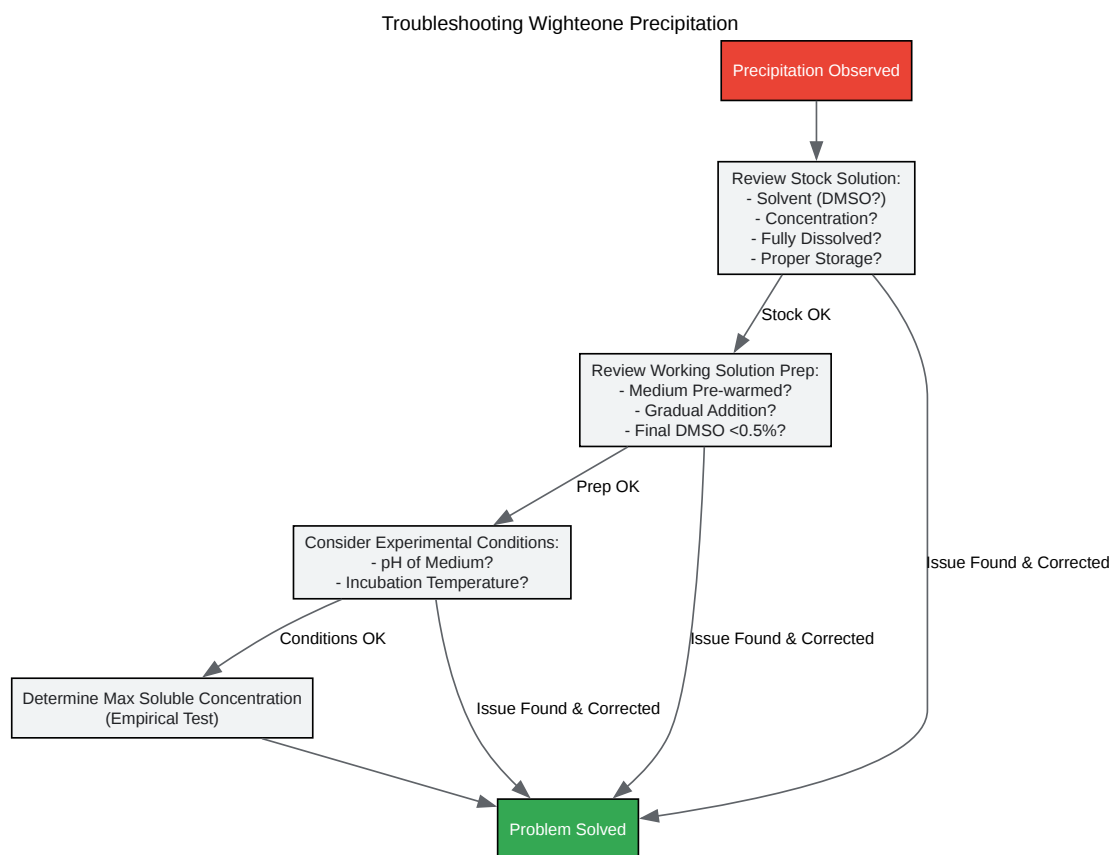 Troubleshooting Wighteone Precipitation
Precipitation Observed
Review Stock Solution:
- Solvent (DMSO?)
- Concentration?
- Fully Dissolved?
- Proper Storage?
Stock OK
Review Working Solution Prep:
- Medium Pre-warmed?
- Gradual Addition?
- Final DMSO <0.5%?
Prep OK
Consider Experimental Conditions:
- pH of Medium?
- Incubation Temperature?
Issue Found & Corrected
Conditions OK
Issue Found & Corrected
Determine Max Soluble Concentration
(Empirical Test)
Issue Found & Corrected
Problem Solved